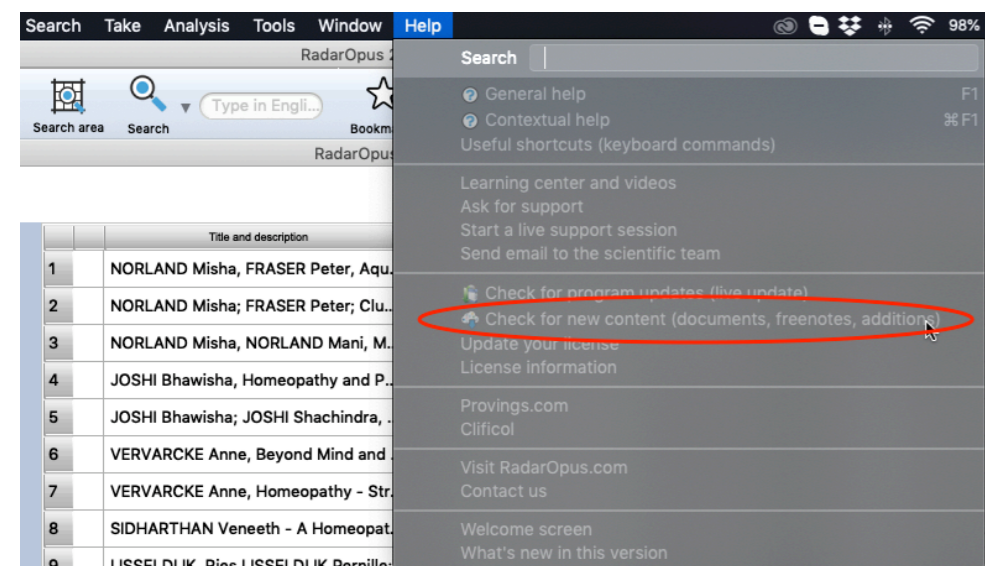 Search Take Analysis Tools Window Help 98%
RadarOpus 2
Search area Search Type in Engli... Bookma
RadarOpus
Title and description
1 NORLAND Misha, FRASER Peter, Aqu..
2 NORLAND Misha; FRASER Peter; Clu...
3 NORLAND Misha, NORLAND Mani, M..
4 JOSHI Bhawisha, Homeopathy and P..
5 JOSHI Bhawisha; JOSHI Shachindra, ..
6 VERVARCKE Anne, Beyond Mind and .
7 VERVARCKE Anne, Homeopathy - Str.
8 SIDHARTHAN Veneeth - A Homeopat.
9
Search
General help F1
Contextual help ⌘F1
Useful shortcuts (keyboard commands)
Learning center and videos
Ask for support
Start a live support session
Send email to the scientific team
Check for program updates (live update)
Check for new content (documents, freenotes, additions)
Update your license
License information
Provings.com
Clificol
Visit RadarOpus.com
Contact us
Welcome screen
What's new in this version